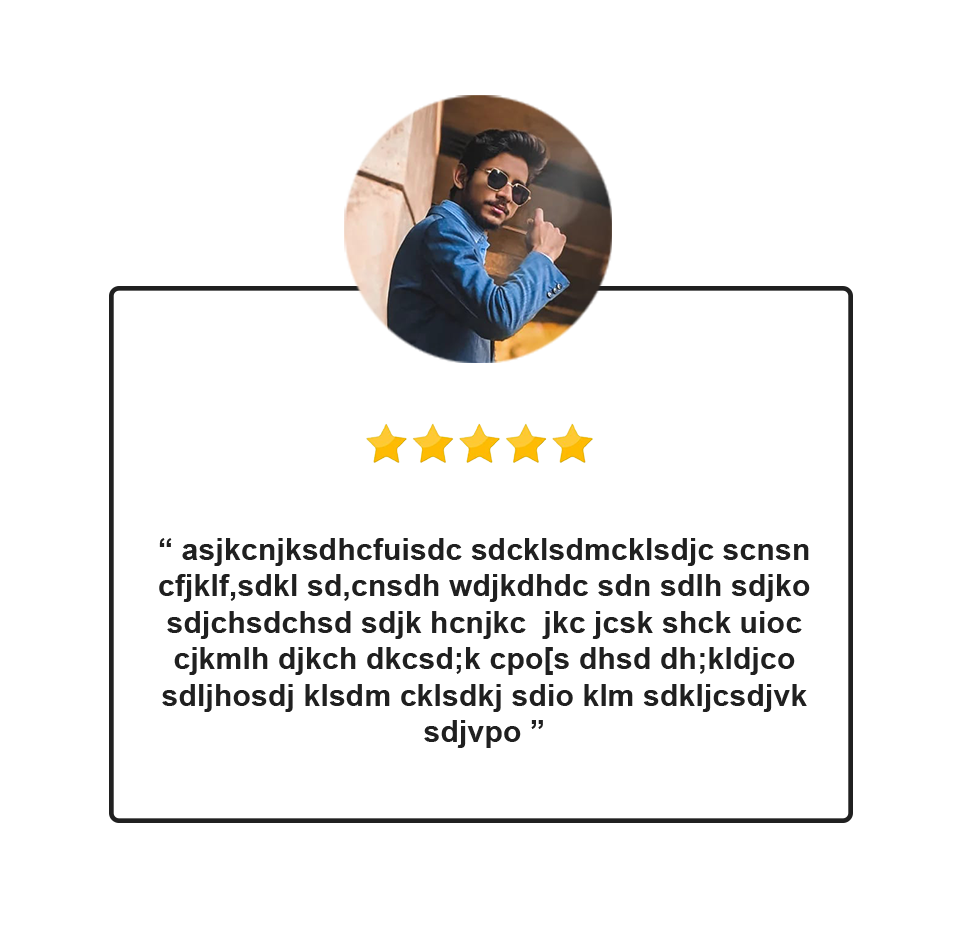 “ asjkcnjksdhcfuisdc sdcklsdmcklsdjc scnsn
cfjklf,sdkl sd,cnsdh wdjkdhdc sdn sdlh sdjko
sdjchsdchsd sdjk hcnjkc  jkc jcsk shck uioc
cjkmlh djkch dkcsd;k cpo[s dhsd dh;kldjco
sdljhosdj klsdm cklsdkj sdio klm sdkljcsdjvk
sdjvpo ”